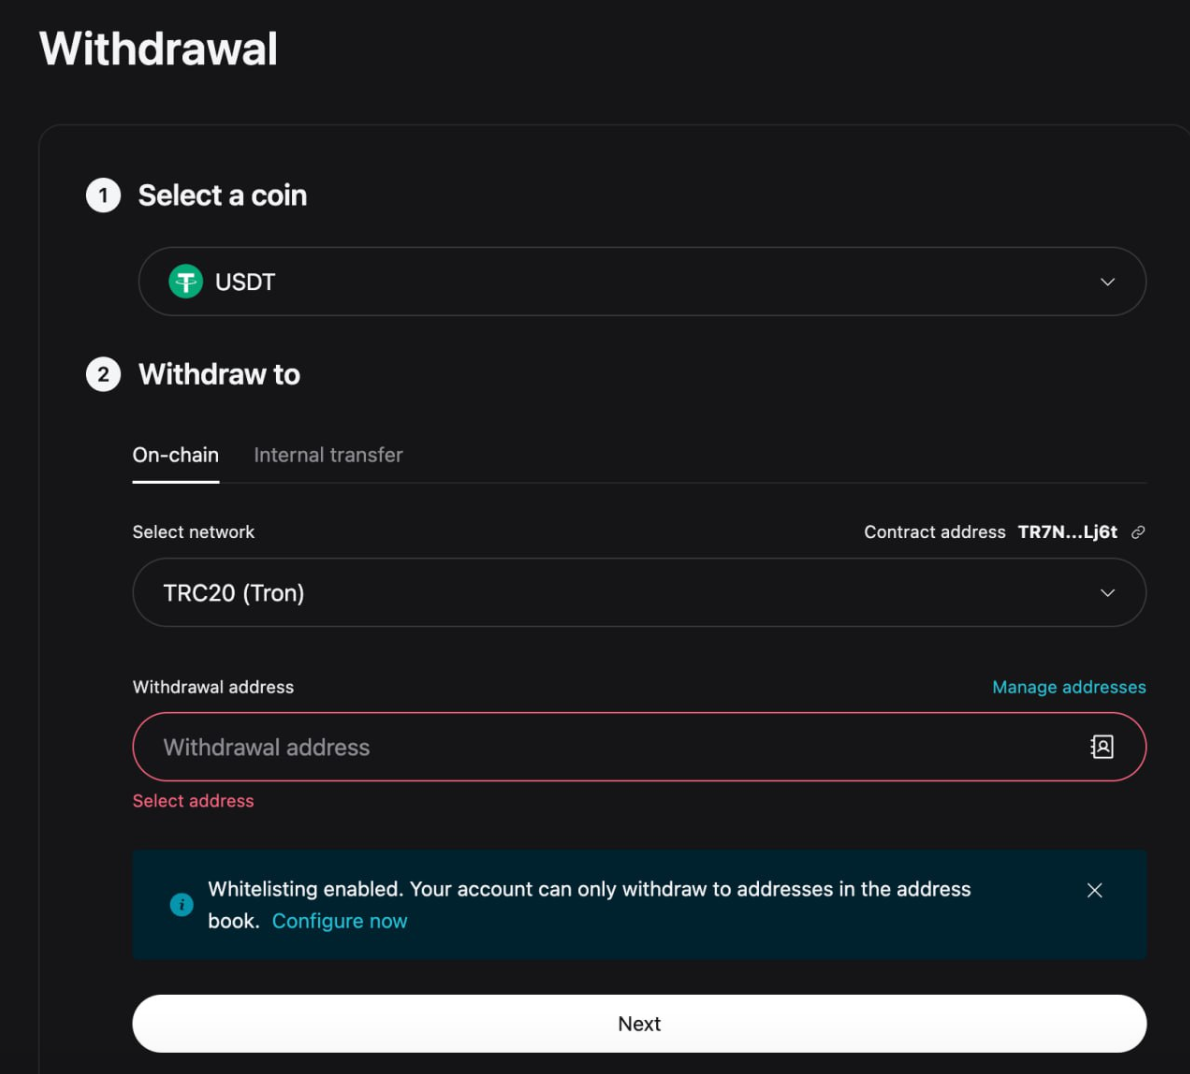 Withdrawal
1 Select a coin
USDT
2 Withdraw to
On-chain Internal transfer
Select network Contract address TR7N...Lj6t
TRC20 (Tron)
Withdrawal address Manage addresses
Withdrawal address
Select address
Whitelisting enabled. Your account can only withdraw to addresses in the address
book. Configure now
Next